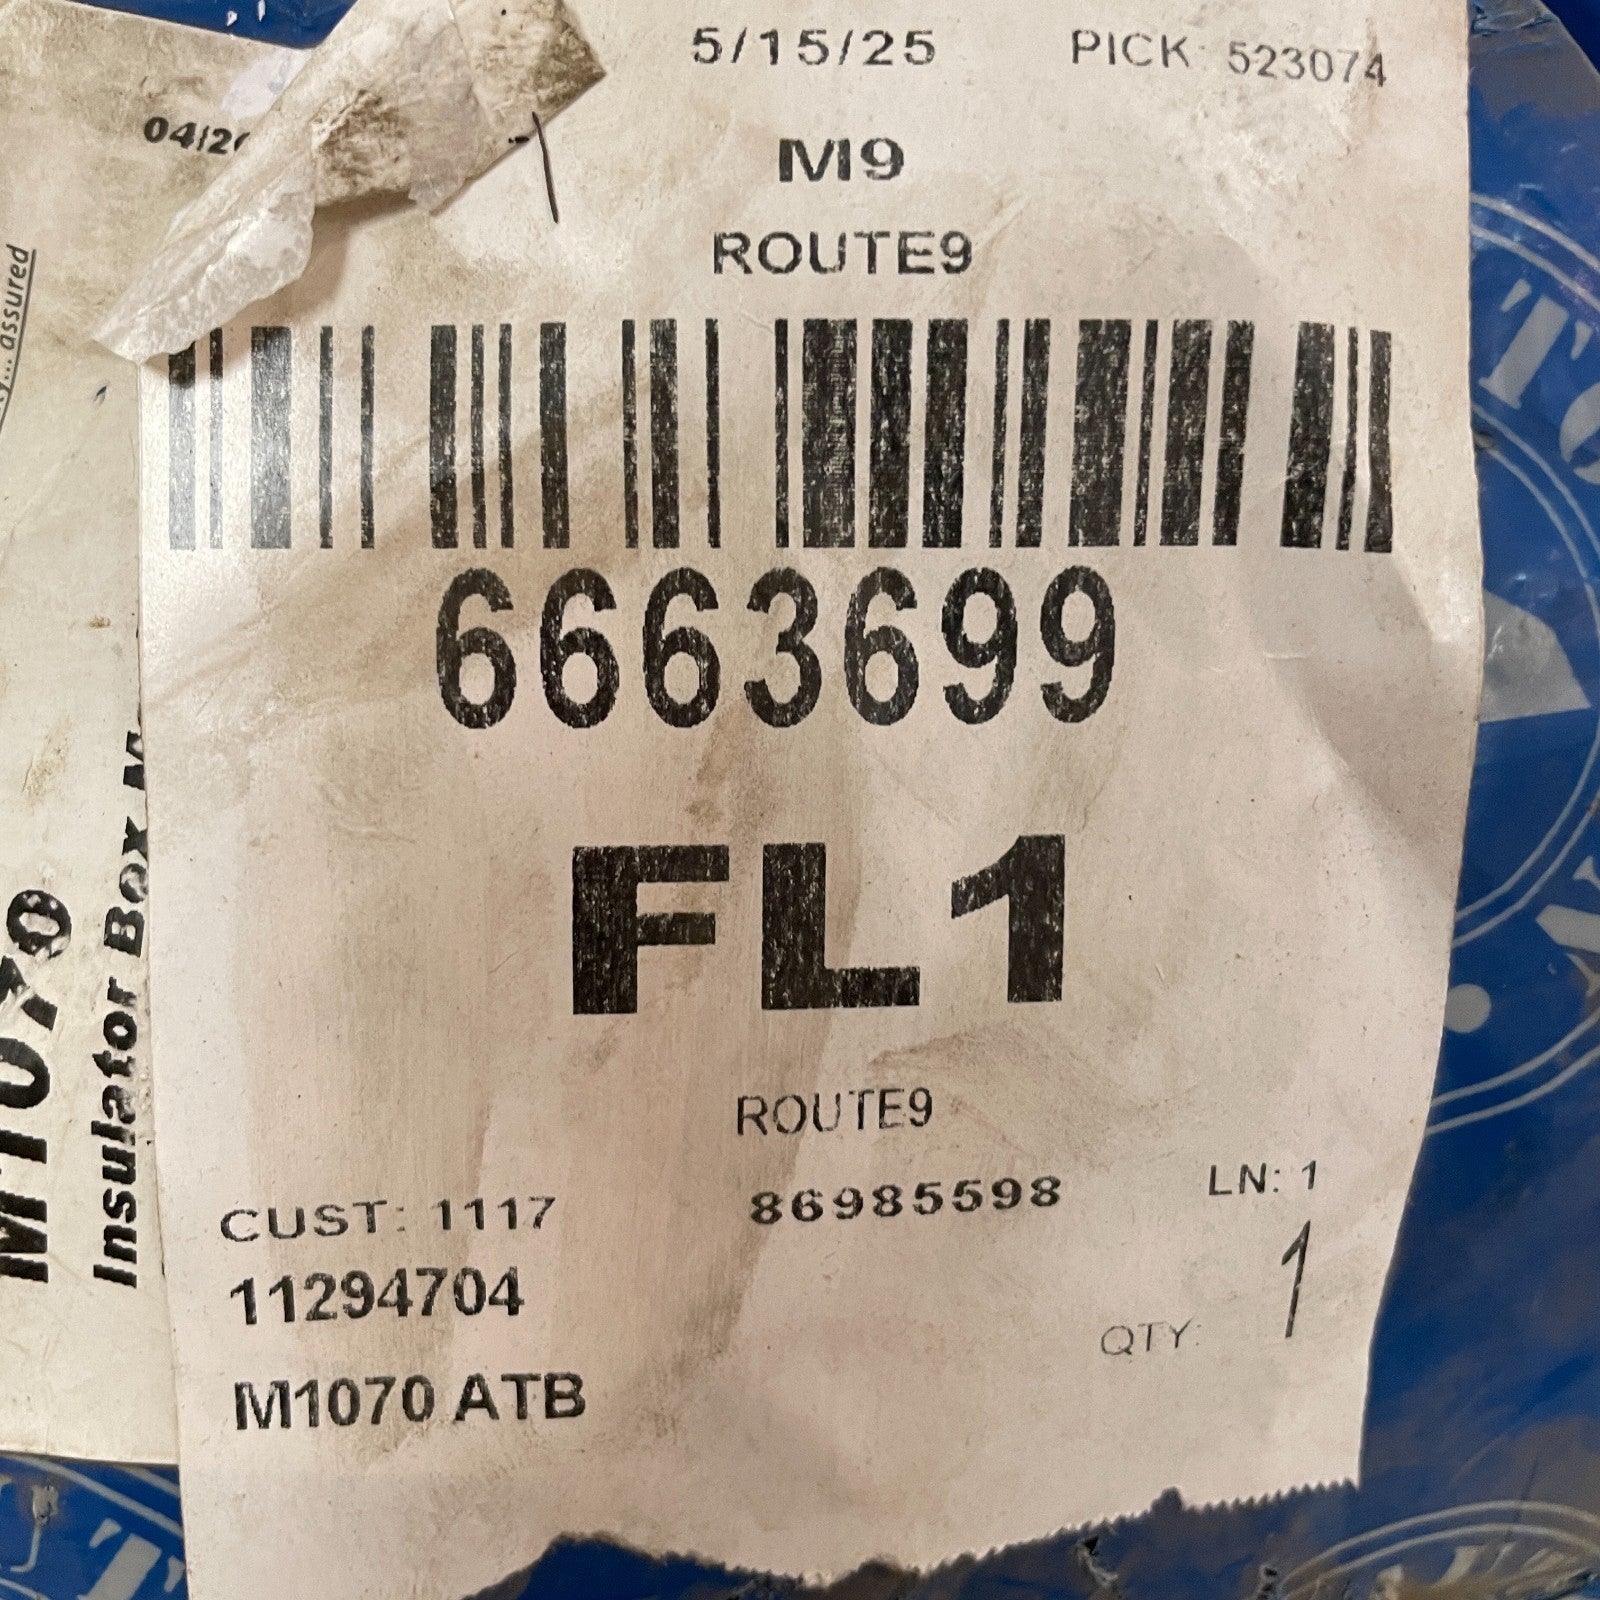 5/15/25 PICK: 523074
M9
ROUTE9
6663699
FL1
ROUTE9
CUST: 1117 86985598 LN: 1
11294704
QTY: 1
M1070 ATB
04/2
assured
M1070
Insulator Box